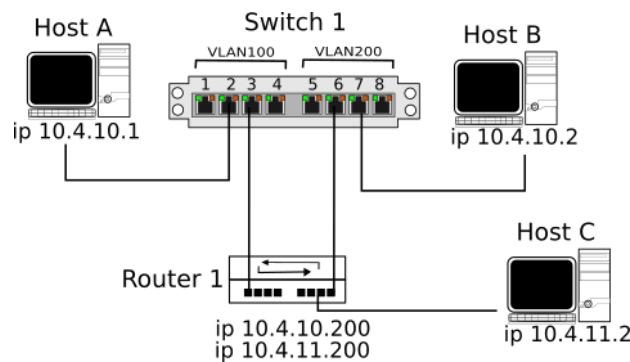 Switch 1
Host A
Host B
VLAN100
VLAN200
1 2 3 4 5 6 7 8
ip 10.4.10.1
ip 10.4.10.2
Host C
Router 1
ip 10.4.10.200
ip 10.4.11.200
ip 10.4.11.2